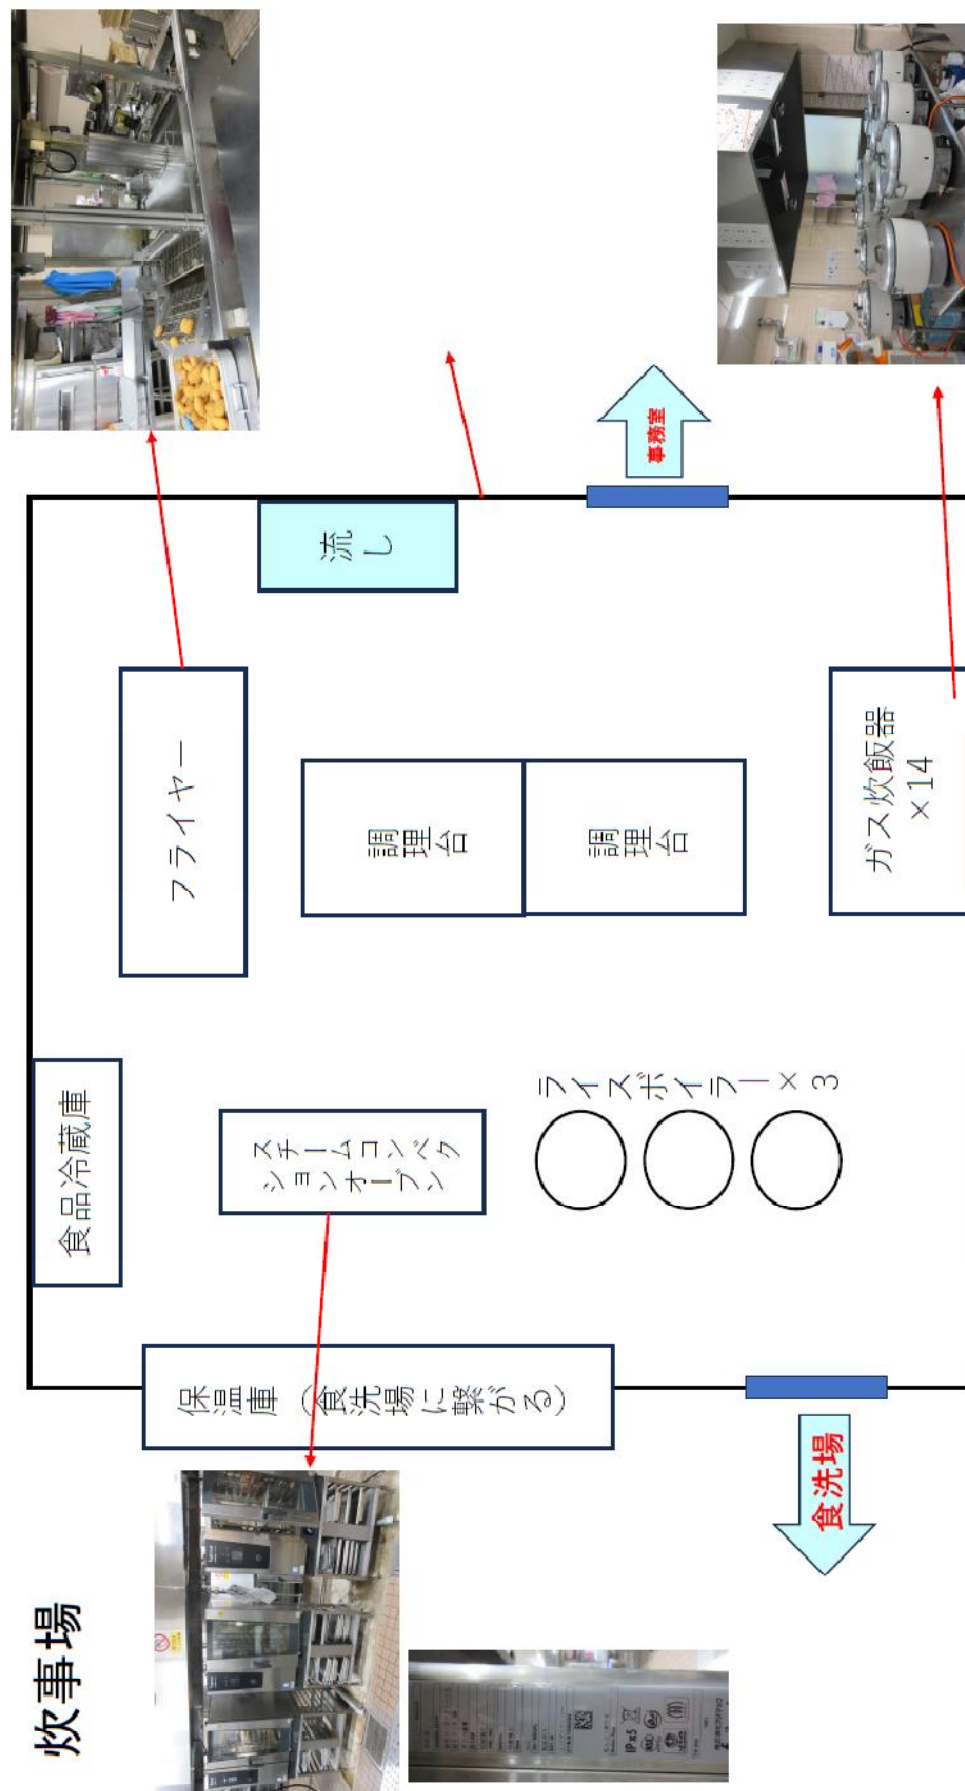 炊事場
保温庫（食洗場に繋がる）
食洗場
食品冷蔵庫
スチームコンベク
ションオーブン
ライスボイラー×３
フライヤー
調理台
調理台
ガス炊飯器
×14
流し
事務室
IPx5